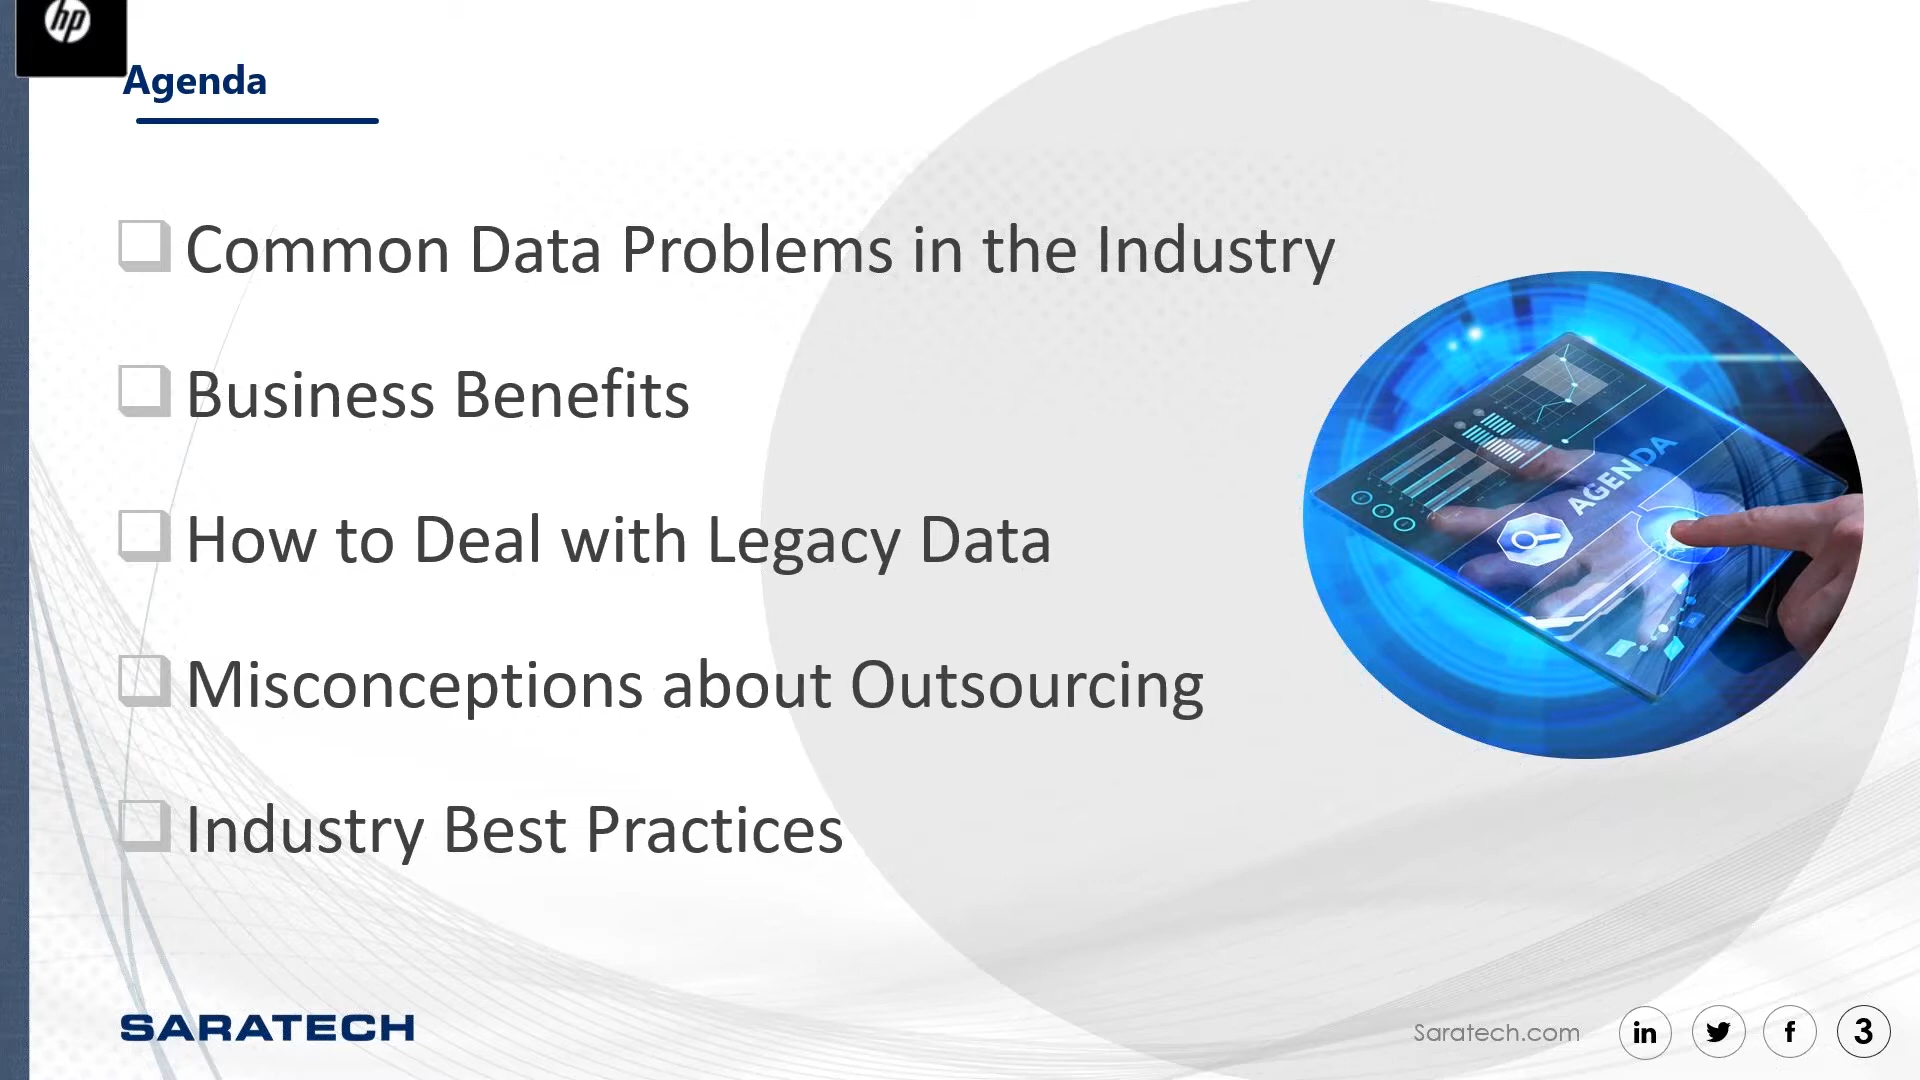 hp
Agenda
Common Data Problems in the Industry
Business Benefits
How to Deal with Legacy Data
AGENDA
Misconceptions about Outsourcing
Industry Best Practices
SARATECH
Saratech.com
in
f
3